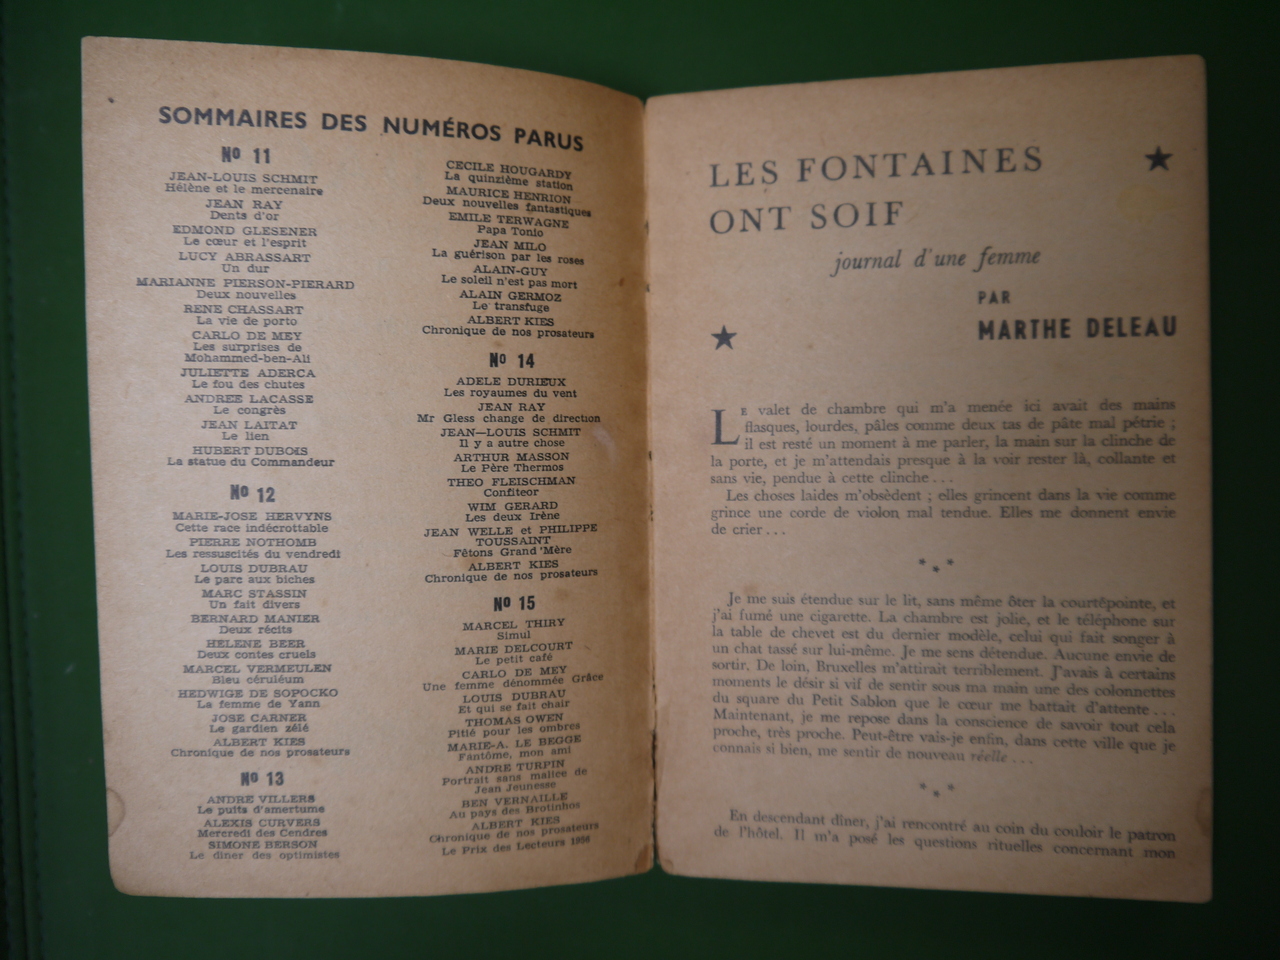 SOMMAIRES DES NUMÉROS PARUS
Nº 11
JEAN-LOUIS SCHMIT
Hélène et le mercenaire
JEAN RAY
Dents d'or
EDMOND GLESENER
Le cœur et l'esprit
LUCY ABRASSART
Un dur
MARIANNE PIERSON-PIERARD
Deux nouvelles
RENE CHASSART
La vie de porto
CARLO DE MEY
Les surprises de
Mohammed-ben-Ali
JULIETTE ADERCA
Le fou des chutes
ANDREE LACASSE
Le congrès
JEAN LAITAT
Le lien
HUBERT DUBOIS
La statue du Commandeur
Nº 12
MARIE-JOSE HERVYNS
Cette race indécrottable
PIERRE NOTHOMB
Les ressuscités du vendredi
LOUIS DUBRAU
Le parc aux biches
MARC STASSIN
Un fait divers
BERNARD MANIER
Deux récits
HELENE BEER
Deux contes cruels
MARCEL VERMEULEN
Bleu céruléum
HEDWIGE DE SOPOCKO
La femme de Yann
JOSE CARNER
Le gardien zélé
ALBERT KIES
Chronique de nos prosateurs
Nº 13
ANDRE VILLERS
Le puits d'amertume
ALEXIS CURVERS
Mercredi des Cendres
SIMONE BERSON
Le dîner des optimistes
CECILE HOUGARDY
La quinzième station
MAURICE HENRION
Deux nouvelles fantastiques
EMILE TERWAGNE
Papa Tonio
JEAN MILO
La guérison par les roses
ALAIN-GUY
Le soleil n'est pas mort
ALAIN GERMOZ
Le transfuge
ALBERT KIES
Chronique de nos prosateurs
Nº 14
ADELE DURIEUX
Les royaumes du vent
JEAN RAY
Mr Gless change de direction
JEAN—LOUIS SCHMIT
Il y a autre chose
ARTHUR MASSON
Le Père Thermos
THEO FLEISCHMAN
Confiteor
WIM GERARD
Les deux Irène
JEAN WELLE et PHILIPPE
TOUSSAINT
Fêtons Grand'Mère
ALBERT KIES
Chronique de nos prosateurs
Nº 15
MARCEL THIRY
Simul
MARIE DELCOURT
Le petit café
CARLO DE MEY
Une femme dénommée Grâce
LOUIS DUBRAU
Et qui se fait chair
THOMAS OWEN
Pitié pour les ombres
MARIE-A. LE BEGGE
Fantôme, mon ami
ANDRE TURPIN
Portrait sans malice de
Jean Jeunesse
BEN VERNAILLE
Au pays des Brotinhos
ALBERT KIES
Chronique de nos prosateurs
Le Prix des Lecteurs 1956
LES FONTAINES
ONT SOIF
journal d'une femme
PAR
MARTHE DELEAU
LE valet de chambre qui m'a menée ici avait des mains
flasques, lourdes, pâles comme deux tas de pâte mal pétrie ;
il est resté un moment à me parler, la main sur la clinche de
la porte, et je m'attendais presque à la voir rester là, collante et
sans vie, pendue à cette clinche . . .
Les choses laides m'obsèdent ; elles grincent dans la vie comme
grince une corde de violon mal tendue. Elles me donnent envie
de crier . . .
* * *
Je me suis étendue sur le lit, sans même ôter la courtepointe, et
j'ai fumé une cigarette. La chambre est jolie, et le téléphone sur
la table de chevet est du dernier modèle, celui qui fait songer à
un chat tassé sur lui-même. Je me sens détendue. Aucune envie de
sortir. De loin, Bruxelles m'attirait terriblement. J'avais à certains
moments le désir si vif de sentir sous ma main une des colonnettes
du square du Petit Sablon que le cœur me battait d'attente . . .
Maintenant, je me repose dans la conscience de savoir tout cela
proche, très proche. Peut-être vais-je enfin, dans cette ville que je
connais si bien, me sentir de nouveau réelle . . .
* * *
En descendant dîner, j'ai rencontré au coin du couloir le patron
de l'hôtel. Il m'a posé les questions rituelles concernant mon